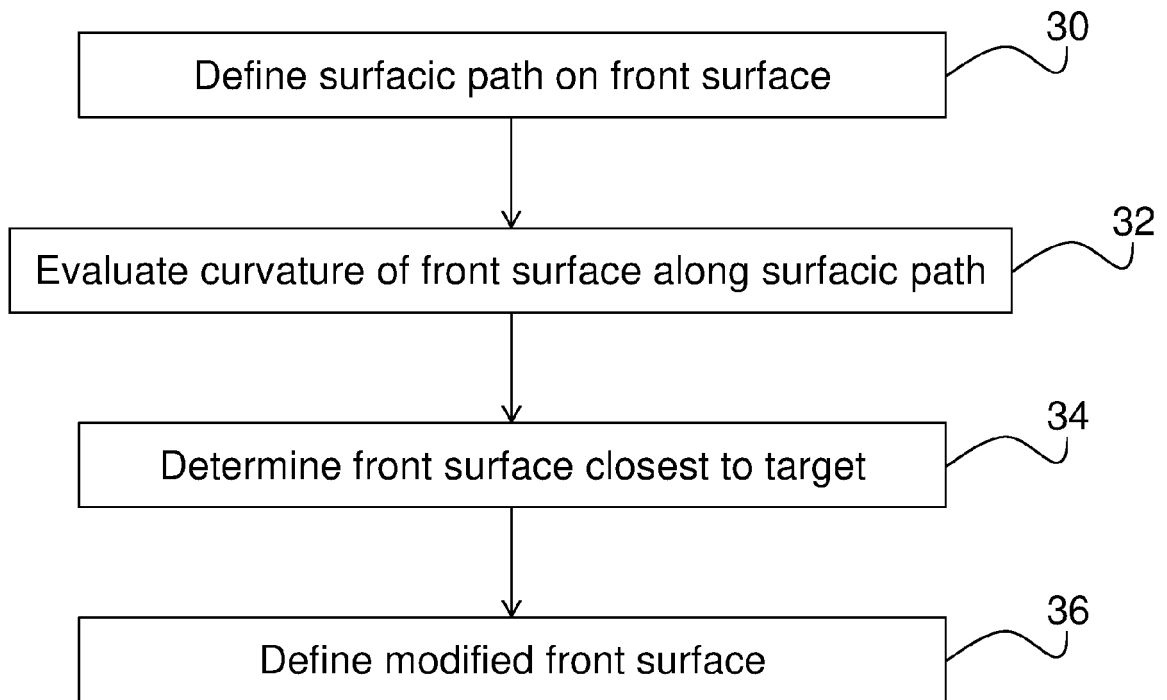 30
Define surfacic path on front surface
32
Evaluate curvature of front surface along surfacic path
34
Determine front surface closest to target
36
Define modified front surface